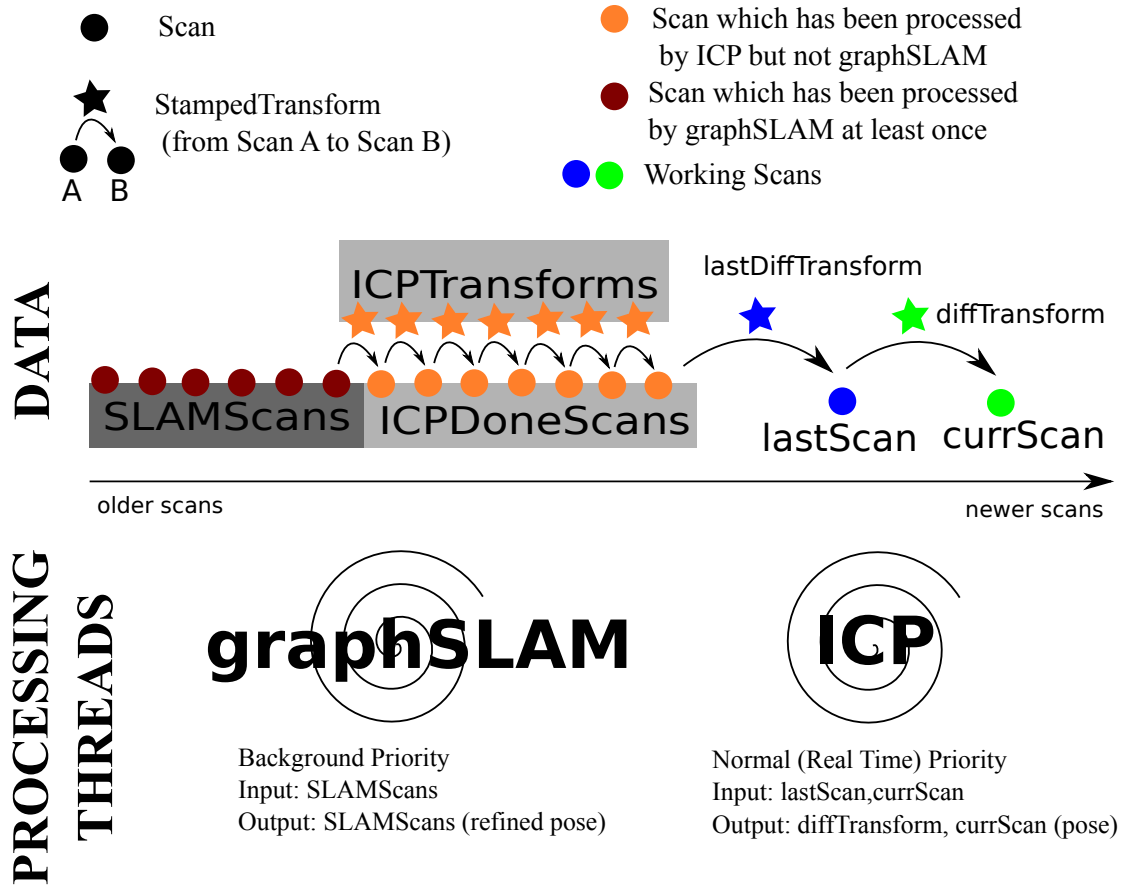 Scan
StampedTransform
(from Scan A to Scan B)
A B
Scan which has been processed
by ICP but not graphSLAM
Scan which has been processed
by graphSLAM at least once
Working Scans
DATA
ICPTransforms
lastDiffTransform
diffTransform
SLAMScans
ICPDoneScans
lastScan
currScan
older scans
newer scans
PROCESSING
THREADS
graphSLAM
Background Priority
Input: SLAMScans
Output: SLAMScans (refined pose)
ICP
Normal (Real Time) Priority
Input: lastScan,currScan
Output: diffTransform, currScan (pose)